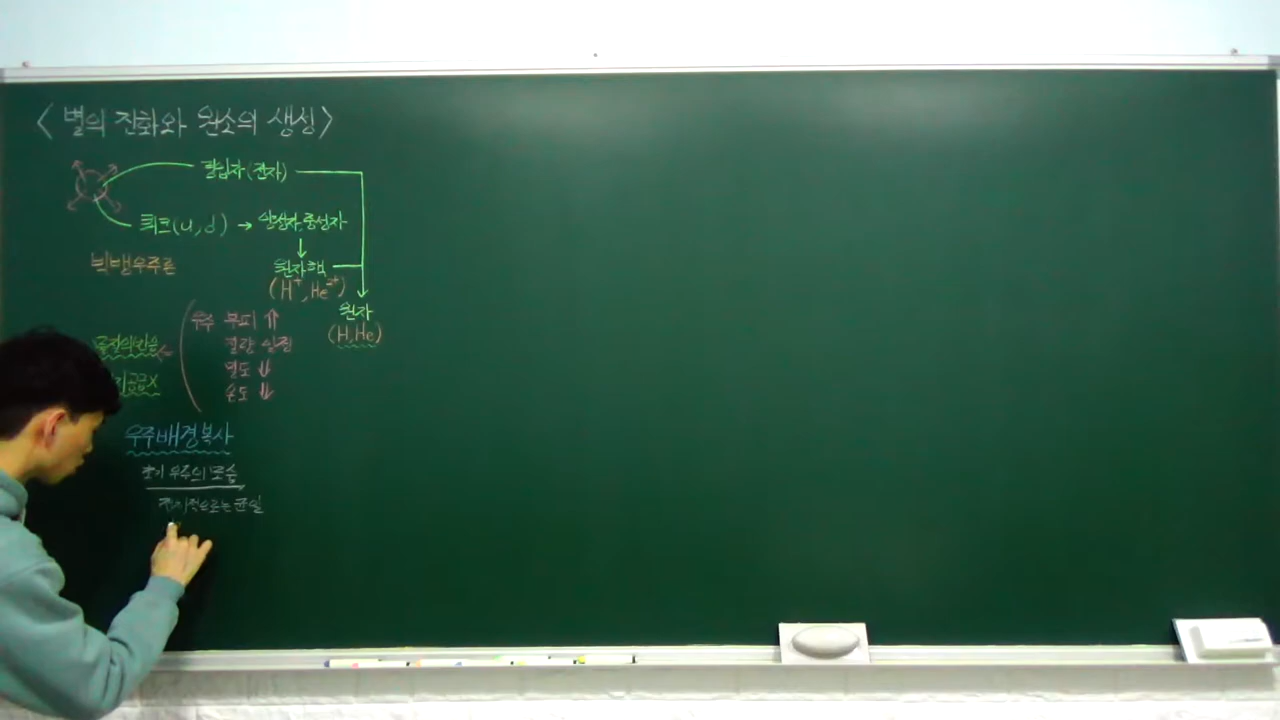 <별의 진화와 원소의 생성>
렙톤입자(전자)
쿼크(u,d) → 양성자, 중성자
빅뱅우주론
원자핵
(H⁺, He²⁺)
원자
(H, He)
우주 부피 ⇑
질량 일정
밀도 ⇓
온도 ⇓
우주배경복사
초기 우주의 모습
전체적으로는 균일